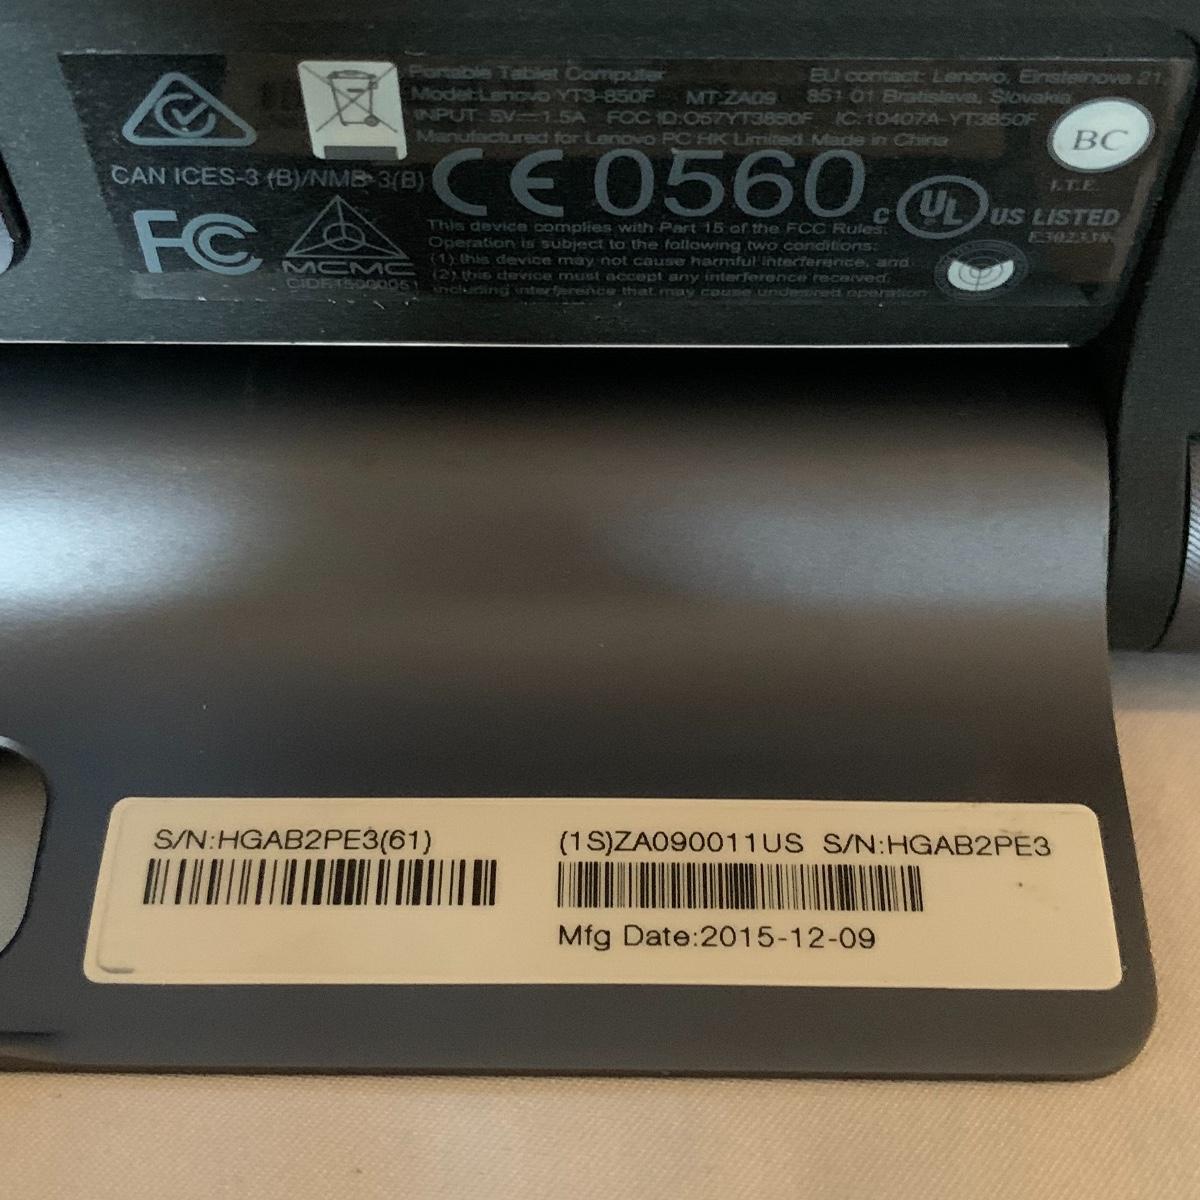 Portable Tablet Computer
Model:Lenovo YT3-850F MT:ZA09
INPUT: 5V⎓1.5A FCC ID:O57YT3850F IC:10407A-YT3850F
Manufactured for Lenovo PC HK Limited Made in China
EU contact: Lenovo, Einsteinova 21,
851 01 Bratislava, Slovakia
BC
I.T.E.
CAN ICES-3 (B)/NMB-3(B)
CE 0560
c UL US LISTED
FC
MCMC
This device complies with Part 15 of the FCC Rules.
Operation is subject to the following two conditions:
(1) this device may not cause harmful interference, and
(2) this device must accept any interference received,
including interference that may cause undesired operation
S/N:HGAB2PE3(61)
(1S)ZA090011US S/N:HGAB2PE3
Mfg Date:2015-12-09